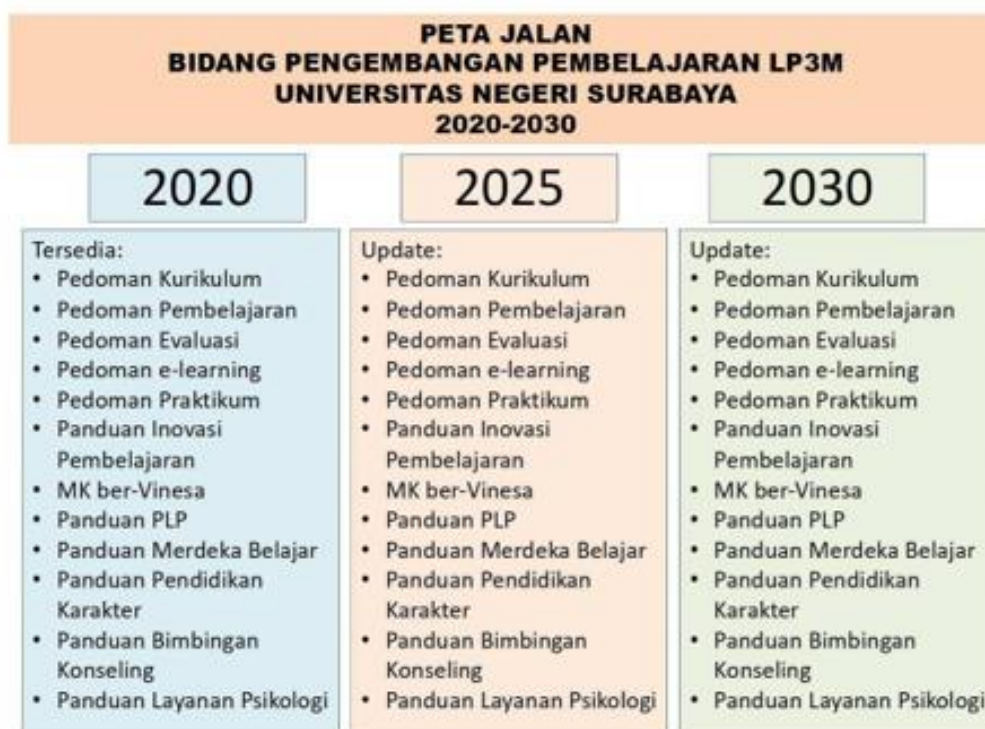 PETA JALAN
BIDANG PENGEMBANGAN PEMBELAJARAN LP3M
UNIVERSITAS NEGERI SURABAYA
2020-2030
2020
Tersedia:
• Pedoman Kurikulum
• Pedoman Pembelajaran
• Pedoman Evaluasi
• Pedoman e-learning
• Pedoman Praktikum
• Panduan Inovasi
Pembelajaran
• MK ber-Vinesa
• Panduan PLP
• Panduan Merdeka Belajar
• Panduan Pendidikan
Karakter
• Panduan Bimbingan
Konseling
• Panduan Layanan Psikologi
2025
Update:
• Pedoman Kurikulum
• Pedoman Pembelajaran
• Pedoman Evaluasi
• Pedoman e-learning
• Pedoman Praktikum
• Panduan Inovasi
Pembelajaran
• MK ber-Vinesa
• Panduan PLP
• Panduan Merdeka Belajar
• Panduan Pendidikan
Karakter
• Panduan Bimbingan
Konseling
• Panduan Layanan Psikologi
2030
Update:
• Pedoman Kurikulum
• Pedoman Pembelajaran
• Pedoman Evaluasi
• Pedoman e-learning
• Pedoman Praktikum
• Panduan Inovasi
Pembelajaran
• MK ber-Vinesa
• Panduan PLP
• Panduan Merdeka Belajar
• Panduan Pendidikan
Karakter
• Panduan Bimbingan
Konseling
• Panduan Layanan Psikologi